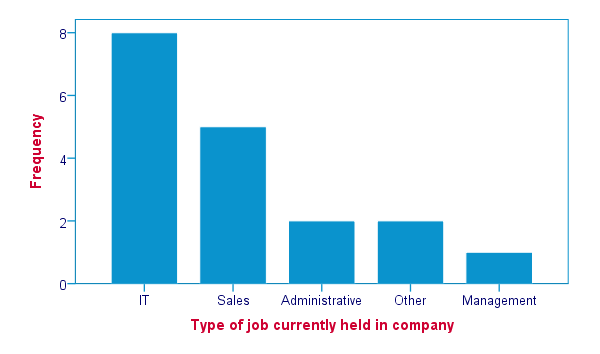 8
6
4
2
0
Frequency
IT Sales Administrative Other Management
Type of job currently held in company